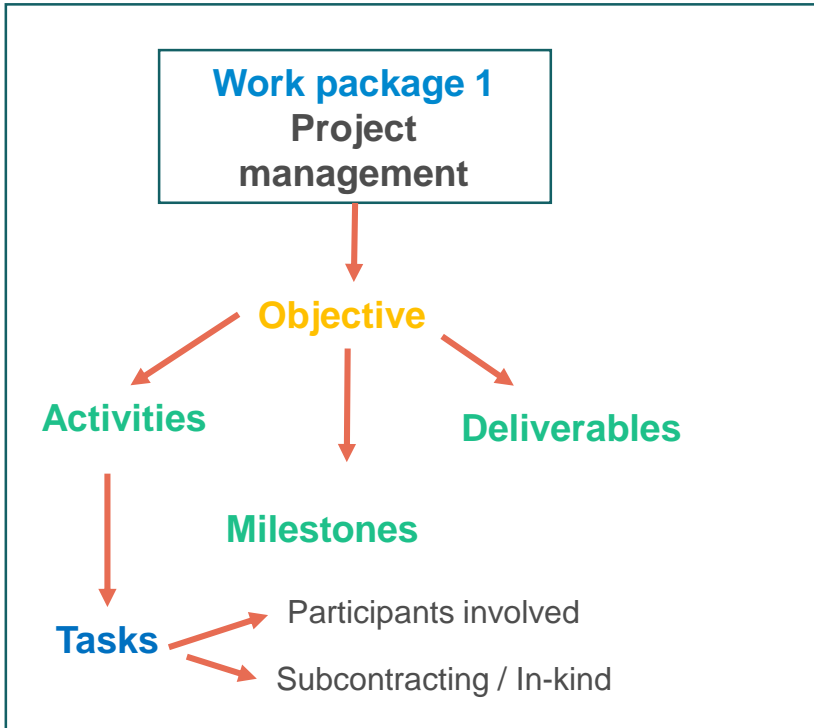 Work package 1
Project
management
Objective
Activities
Deliverables
Milestones
Participants involved
Tasks
Subcontracting / In-kind